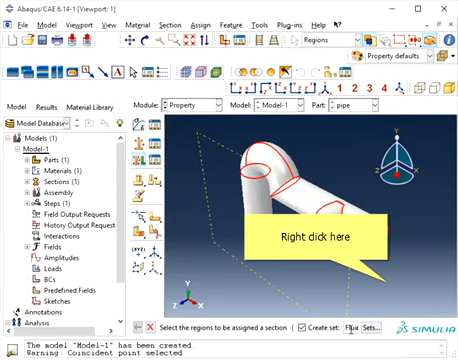 Abaqus/CAE 6.14-1 [Viewport: 1]
File Model Viewport View Material Section Assign Feature Tools Plug-ins Help
Regions
Property defaults
A
1 2 3 4
Model Results Material Library Module: Property Model: Model-1 Part: pipe
Model Database
Models (1)
Model-1
Parts (1)
Materials (1)
Sections (1)
Assembly
Steps (1)
Field Output Requests
History Output Request
Interactions
Fields
Amplitudes
Loads
BCs
Predefined Fields
Sketches
Annotations
Analysis
(XYZ)
Y
Z X
Right click here
Y
Z X
Select the regions to be assigned a section ( Create set: Sets...
SIMULIA
The model "Model-1" has been created.
Warning Coincident point selected